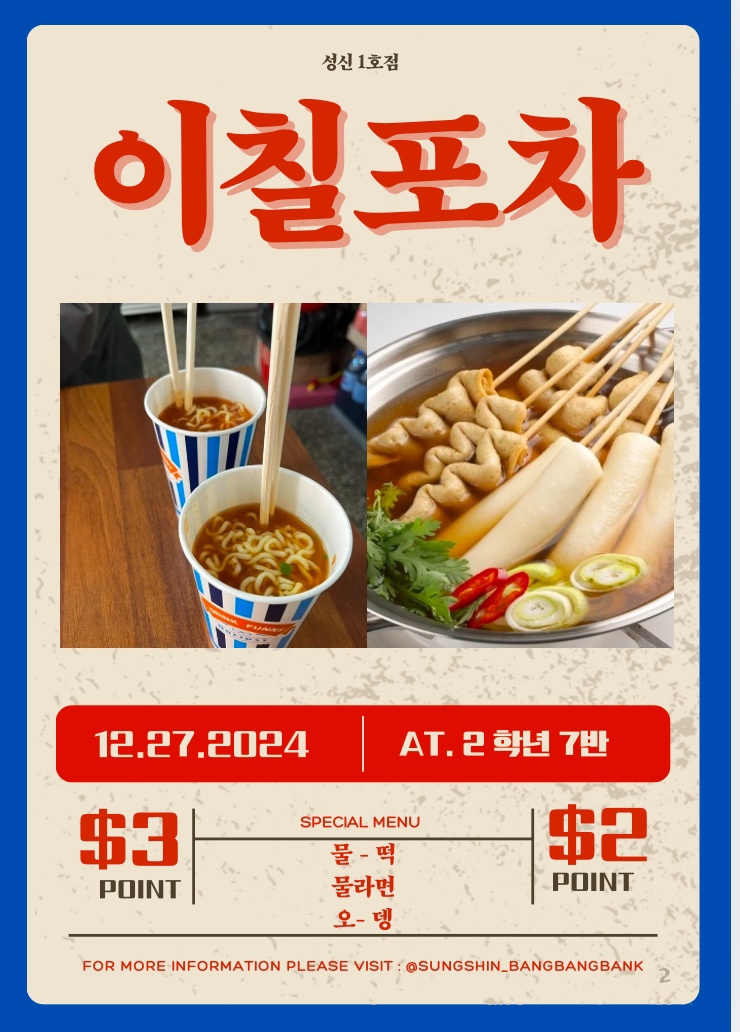 성신 1호점
이칠포차
12.27.2024
AT. 2 학년 7반
$3
POINT
SPECIAL MENU
물 - 떡
물라면
오- 뎅
$2
POINT
FOR MORE INFORMATION PLEASE VISIT : @SUNGSHIN_BANGBANGBANK
2